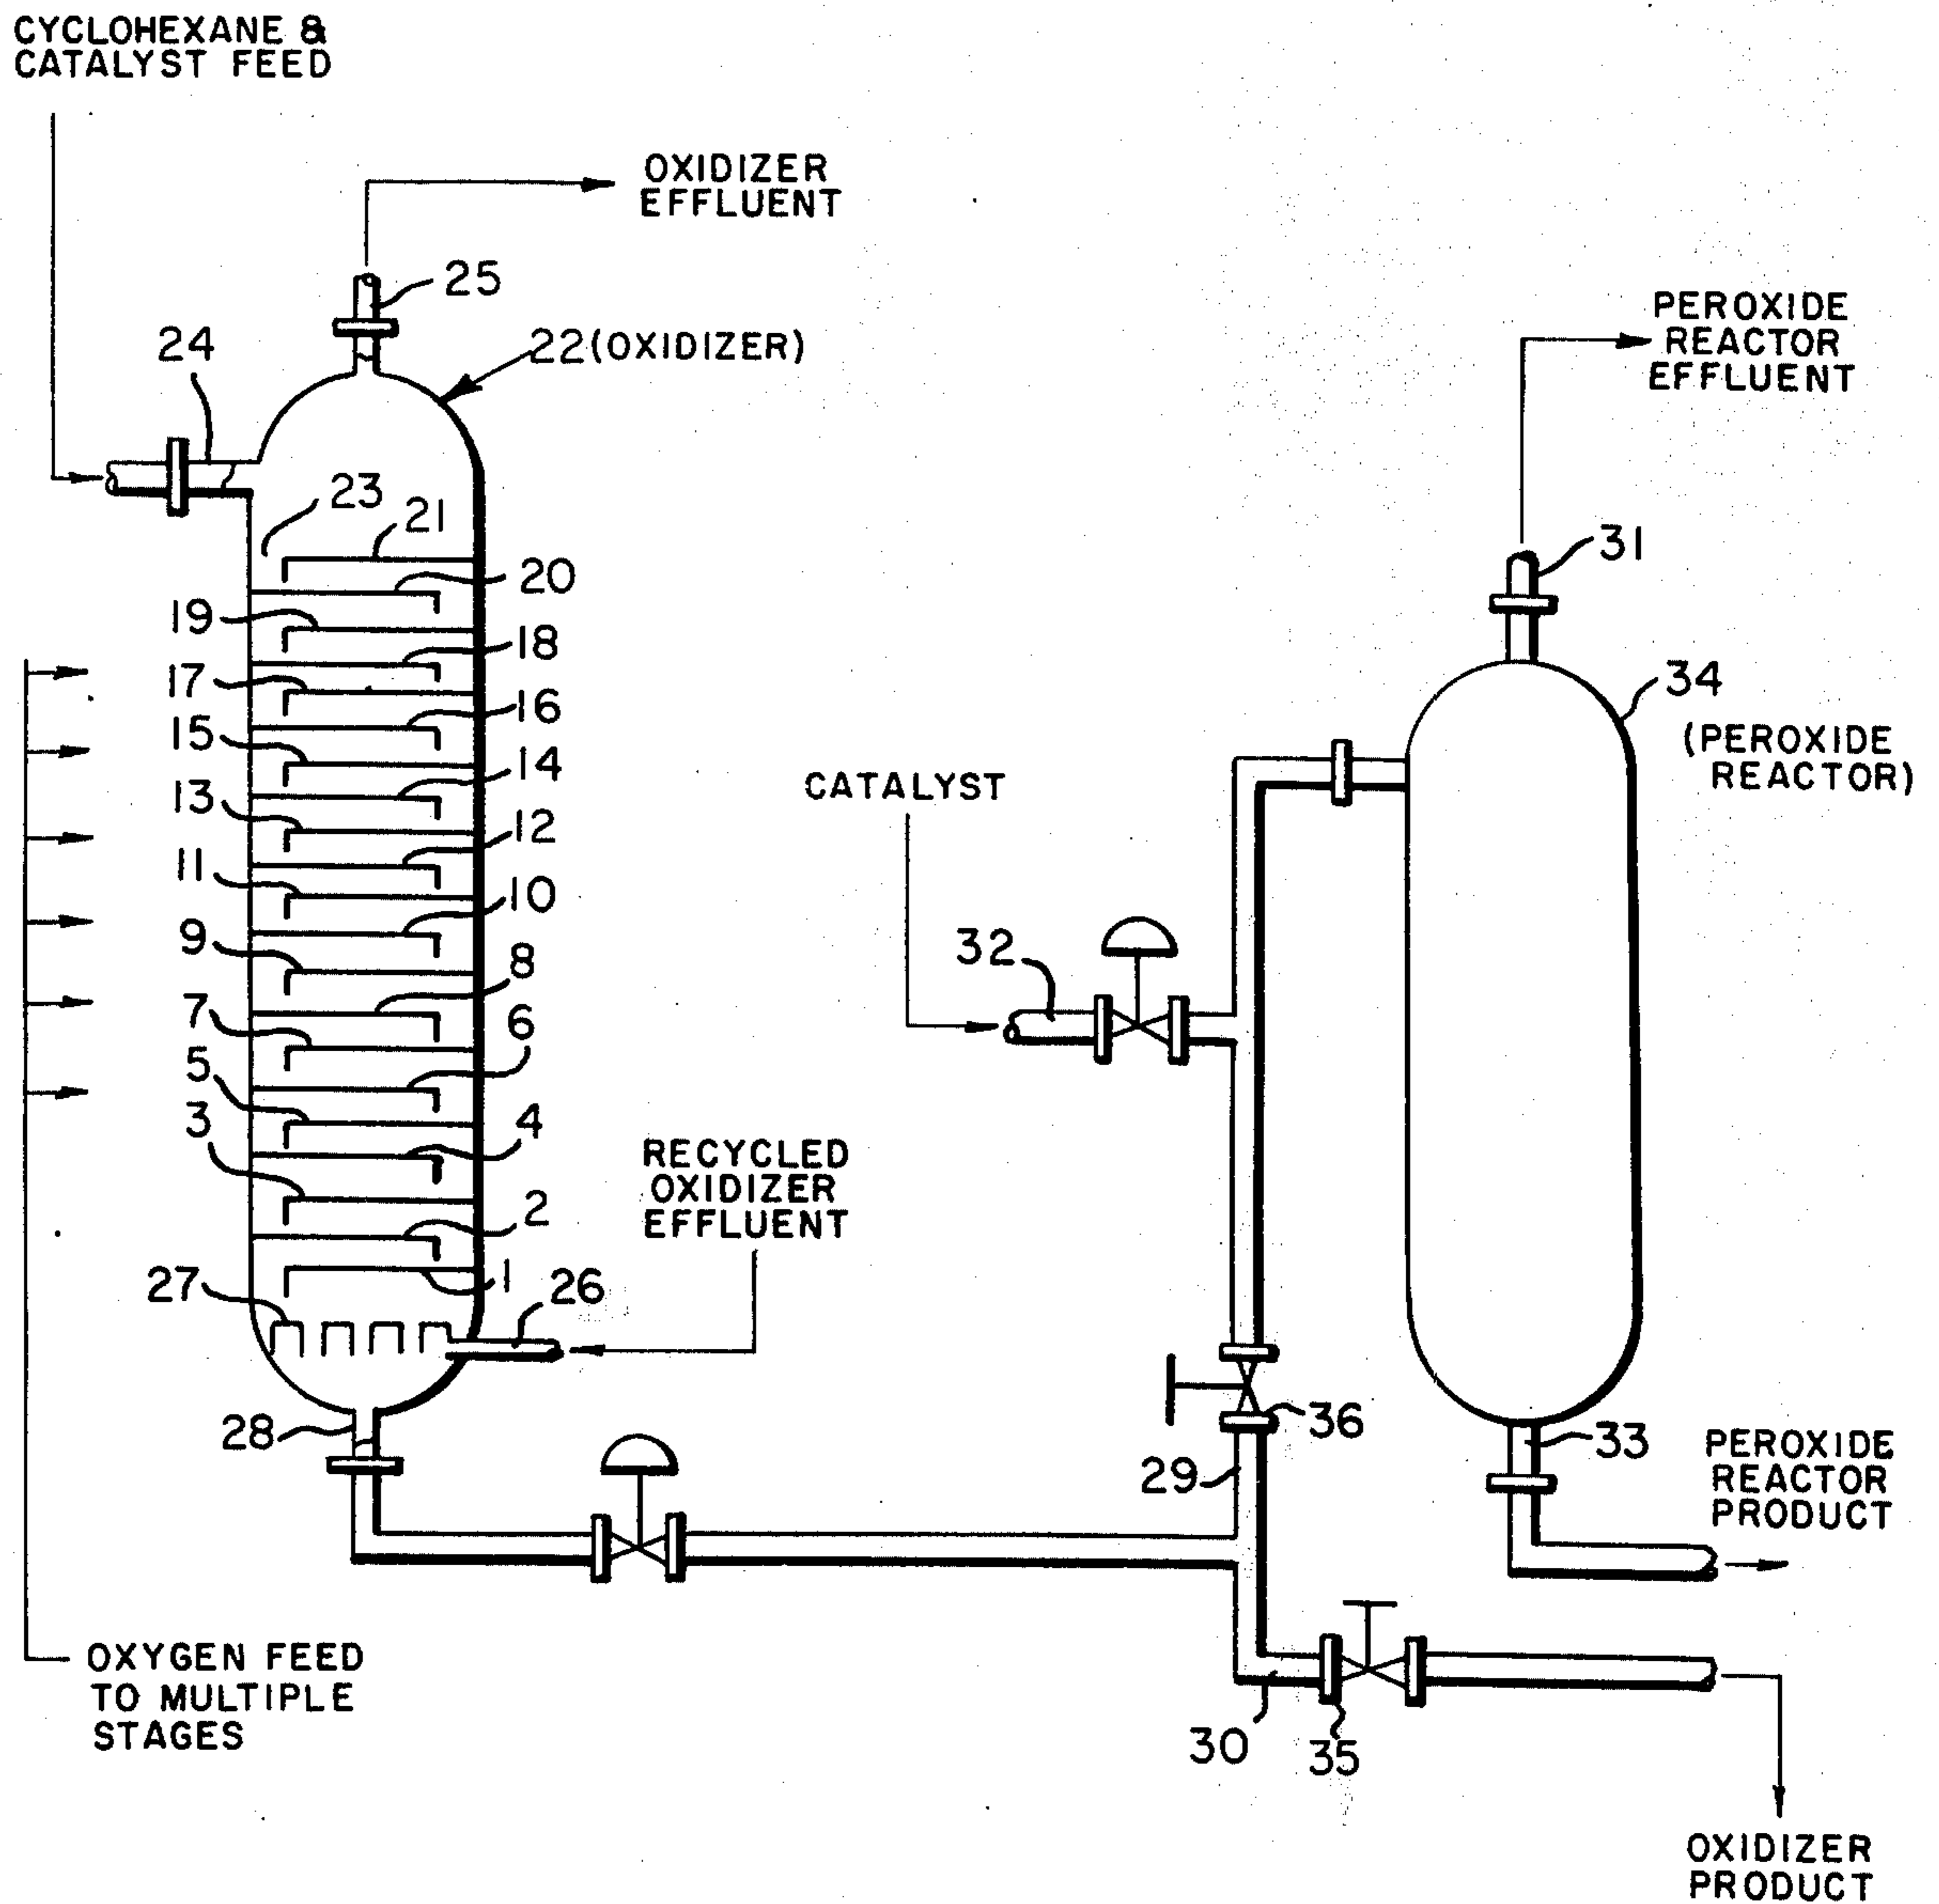 CYCLOHEXANE &
CATALYST FEED
OXIDIZER
EFFLUENT
25
22(OXIDIZER)
24
23
21
20
19
18
17
16
15
14
13
12
11
10
9
8
7
6
5
4
3
2
1
27
26
28
RECYCLED
OXIDIZER
EFFLUENT
OXYGEN FEED
TO MULTIPLE
STAGES
CATALYST
32
PEROXIDE
REACTOR
EFFLUENT
31
34
(PEROXIDE
REACTOR)
36
29
33
PEROXIDE
REACTOR
PRODUCT
30
35
OXIDIZER
PRODUCT